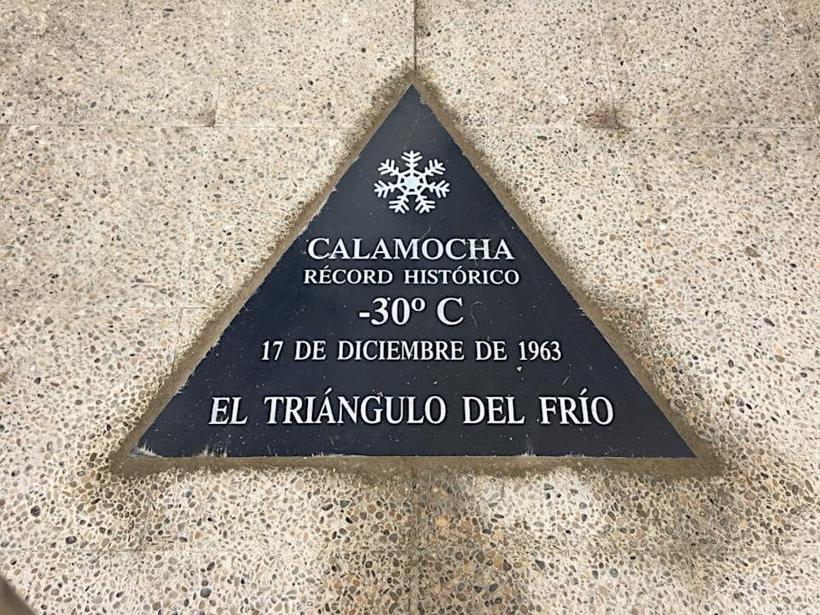 CALAMOCHA
RÉCORD HISTÓRICO
-30º C
17 DE DICIEMBRE DE 1963
EL TRIÁNGULO DEL FRÍO